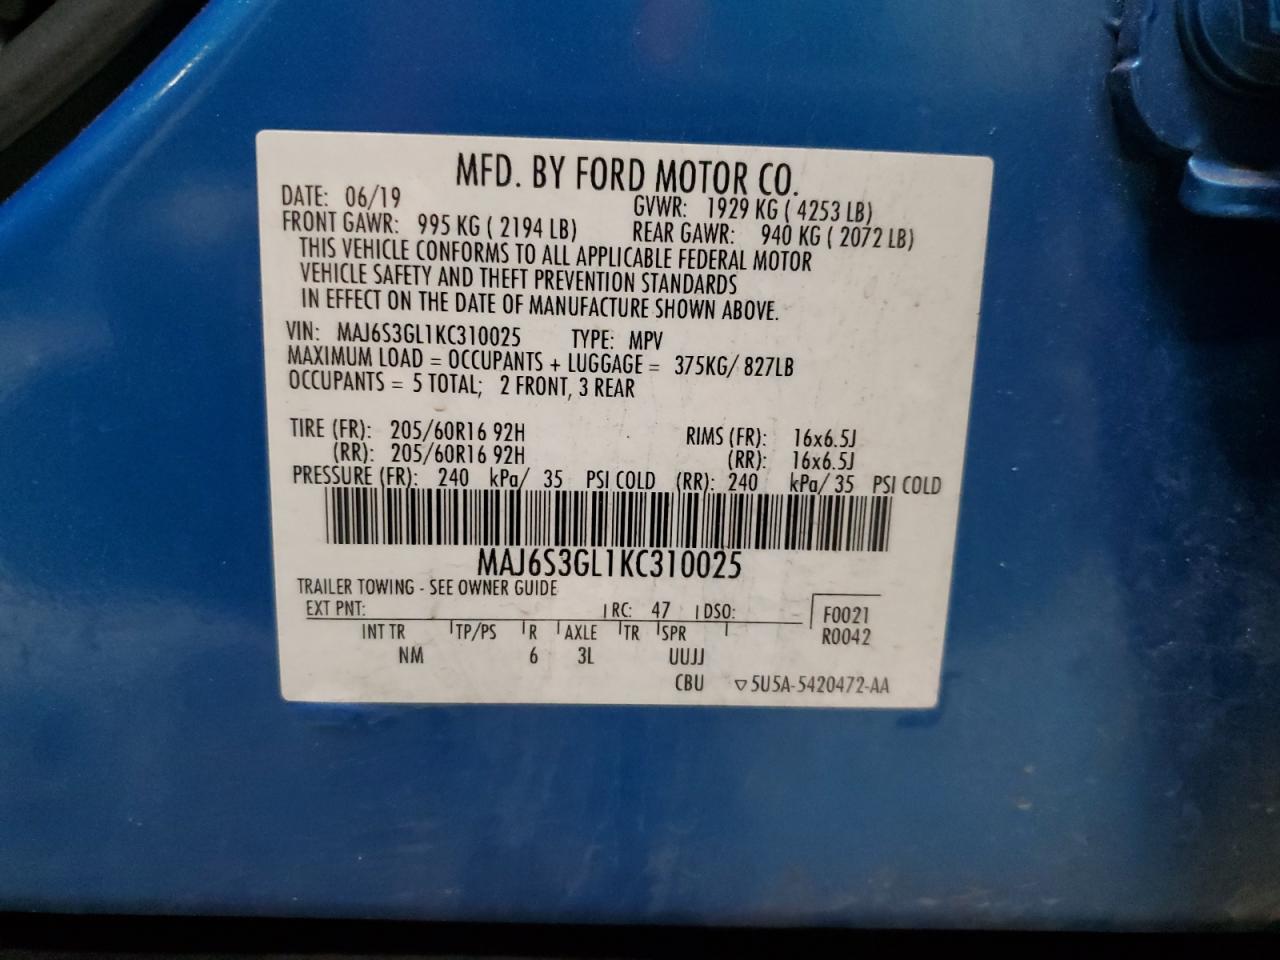 MFD. BY FORD MOTOR CO.
DATE: 06/19 GVWR: 1929 KG ( 4253 LB)
FRONT GAWR: 995 KG ( 2194 LB) REAR GAWR: 940 KG ( 2072 LB)
THIS VEHICLE CONFORMS TO ALL APPLICABLE FEDERAL MOTOR
VEHICLE SAFETY AND THEFT PREVENTION STANDARDS
IN EFFECT ON THE DATE OF MANUFACTURE SHOWN ABOVE.
VIN: MAJ6S3GL1KC310025 TYPE: MPV
MAXIMUM LOAD = OCCUPANTS + LUGGAGE = 375KG/ 827LB
OCCUPANTS = 5 TOTAL; 2 FRONT, 3 REAR
TIRE (FR): 205/60R16 92H RIMS (FR): 16x6.5J
(RR): 205/60R16 92H (RR): 16x6.5J
PRESSURE (FR): 240 kPa/ 35 PSI COLD (RR): 240 kPa/ 35 PSI COLD
MAJ6S3GL1KC310025
TRAILER TOWING - SEE OWNER GUIDE
EXT PNT: RC: 47 DSO: F0021
INT TR TP/PS R AXLE TR SPR R0042
NM 6 3L UUJJ
CBU ▽5U5A-5420472-AA